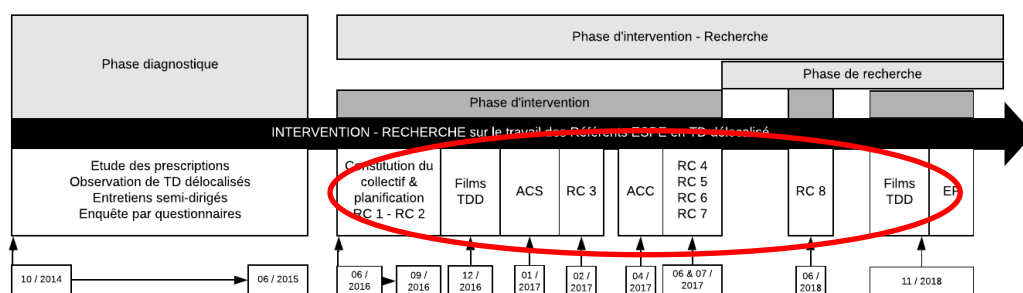 Phase d'intervention - Recherche
Phase diagnostique
Phase de recherche
Phase d'intervention
INTERVENTION - RECHERCHE sur le travail des Référents ESPE en TD délocalisé
Etude des prescriptions
Observation de TD délocalisés
Entretiens semi-dirigés
Enquête par questionnaires
Constitution du
collectif &
planification
RC 1 - RC 2
Films
TDD
ACS
RC 3
ACC
RC 4
RC 5
RC 6
RC 7
RC 8
Films
TDD
10 / 2014
06 / 2015
06 /
2016
09 /
2016
12 /
2016
01 /
2017
02 /
2017
04 /
2017
06 & 07 /
2017
06 /
2018
11 / 2018